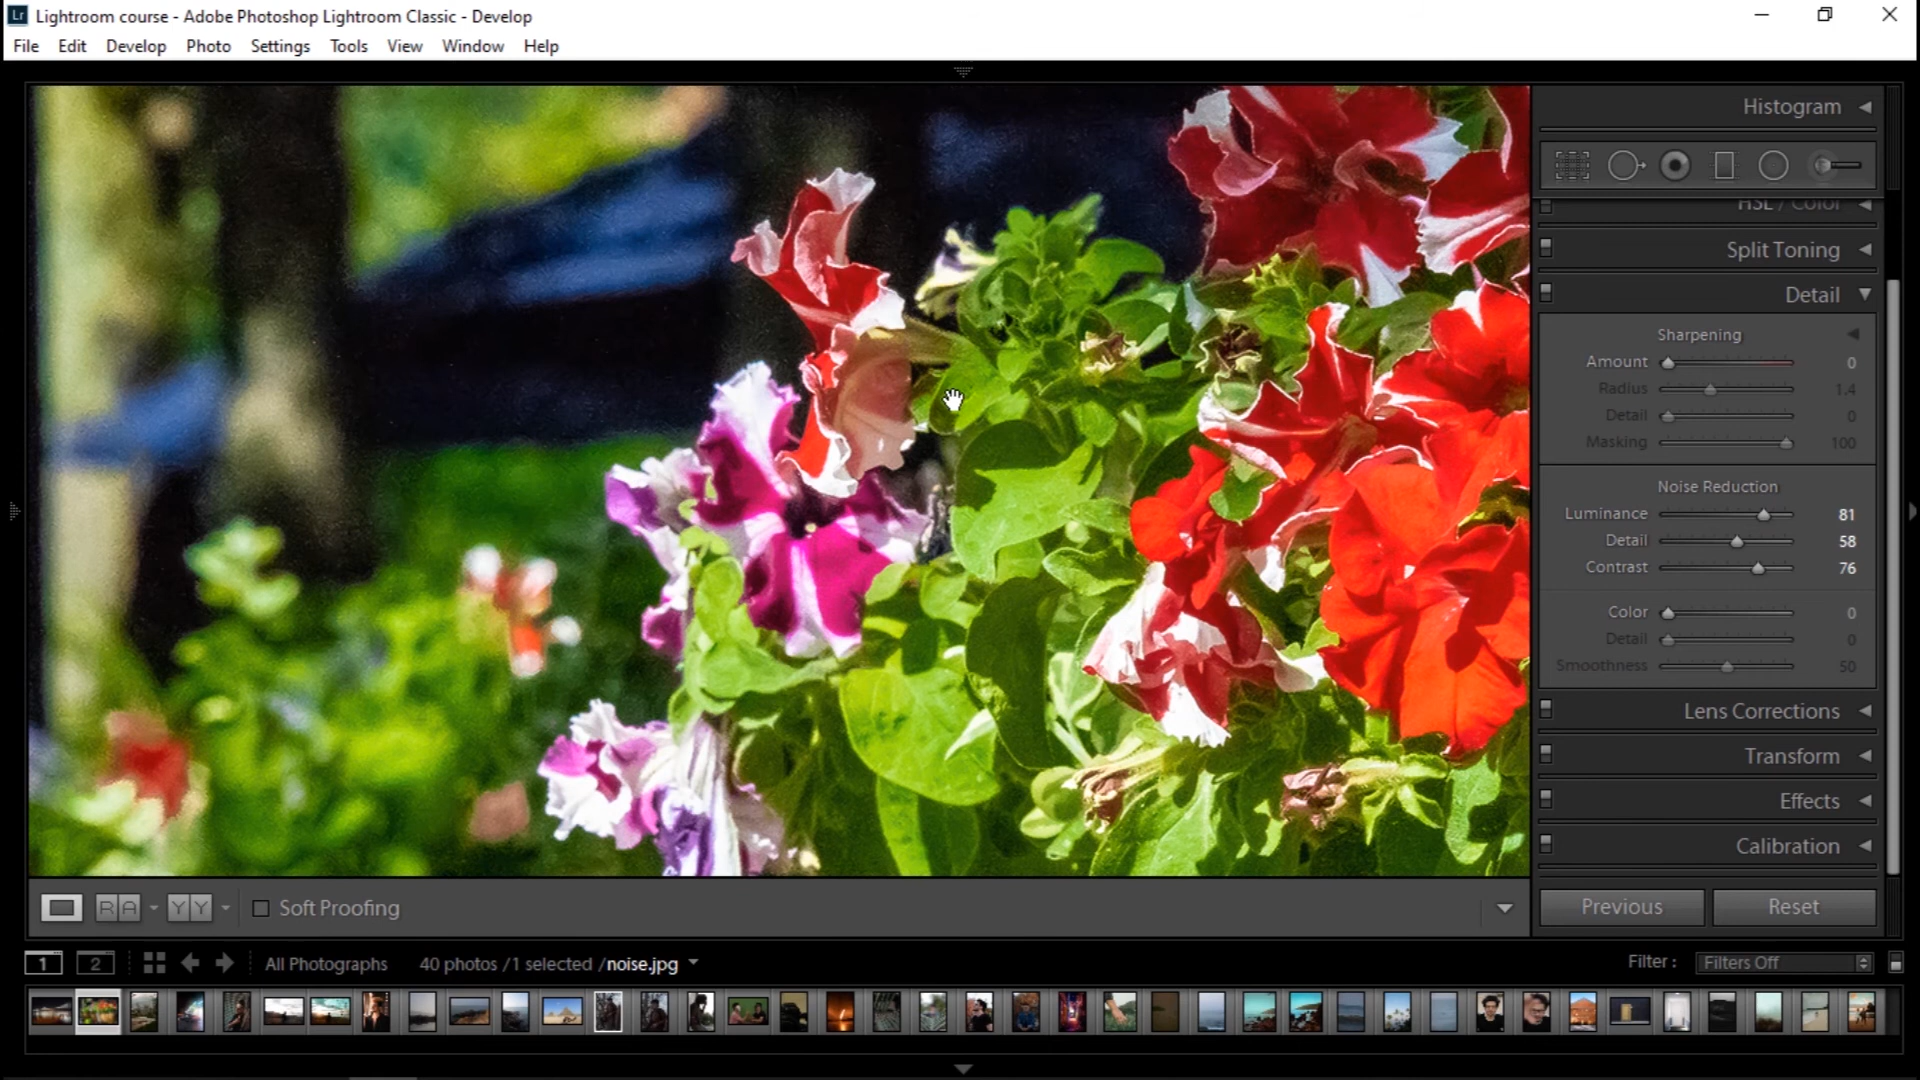 Lr Lightroom course - Adobe Photoshop Lightroom Classic - Develop
File Edit Develop Photo Settings Tools View Window Help
Histogram
HSL / Color
Split Toning
Detail
Sharpening
Amount 0
Radius 1.4
Detail 0
Masking 100
Noise Reduction
Luminance 81
Detail 58
Contrast 76
Color 0
Detail 0
Smoothness 50
Lens Corrections
Transform
Effects
Calibration
R A Y Y Soft Proofing
Previous Reset
1 2 All Photographs 40 photos /1 selected /noise.jpg Filter : Filters Off